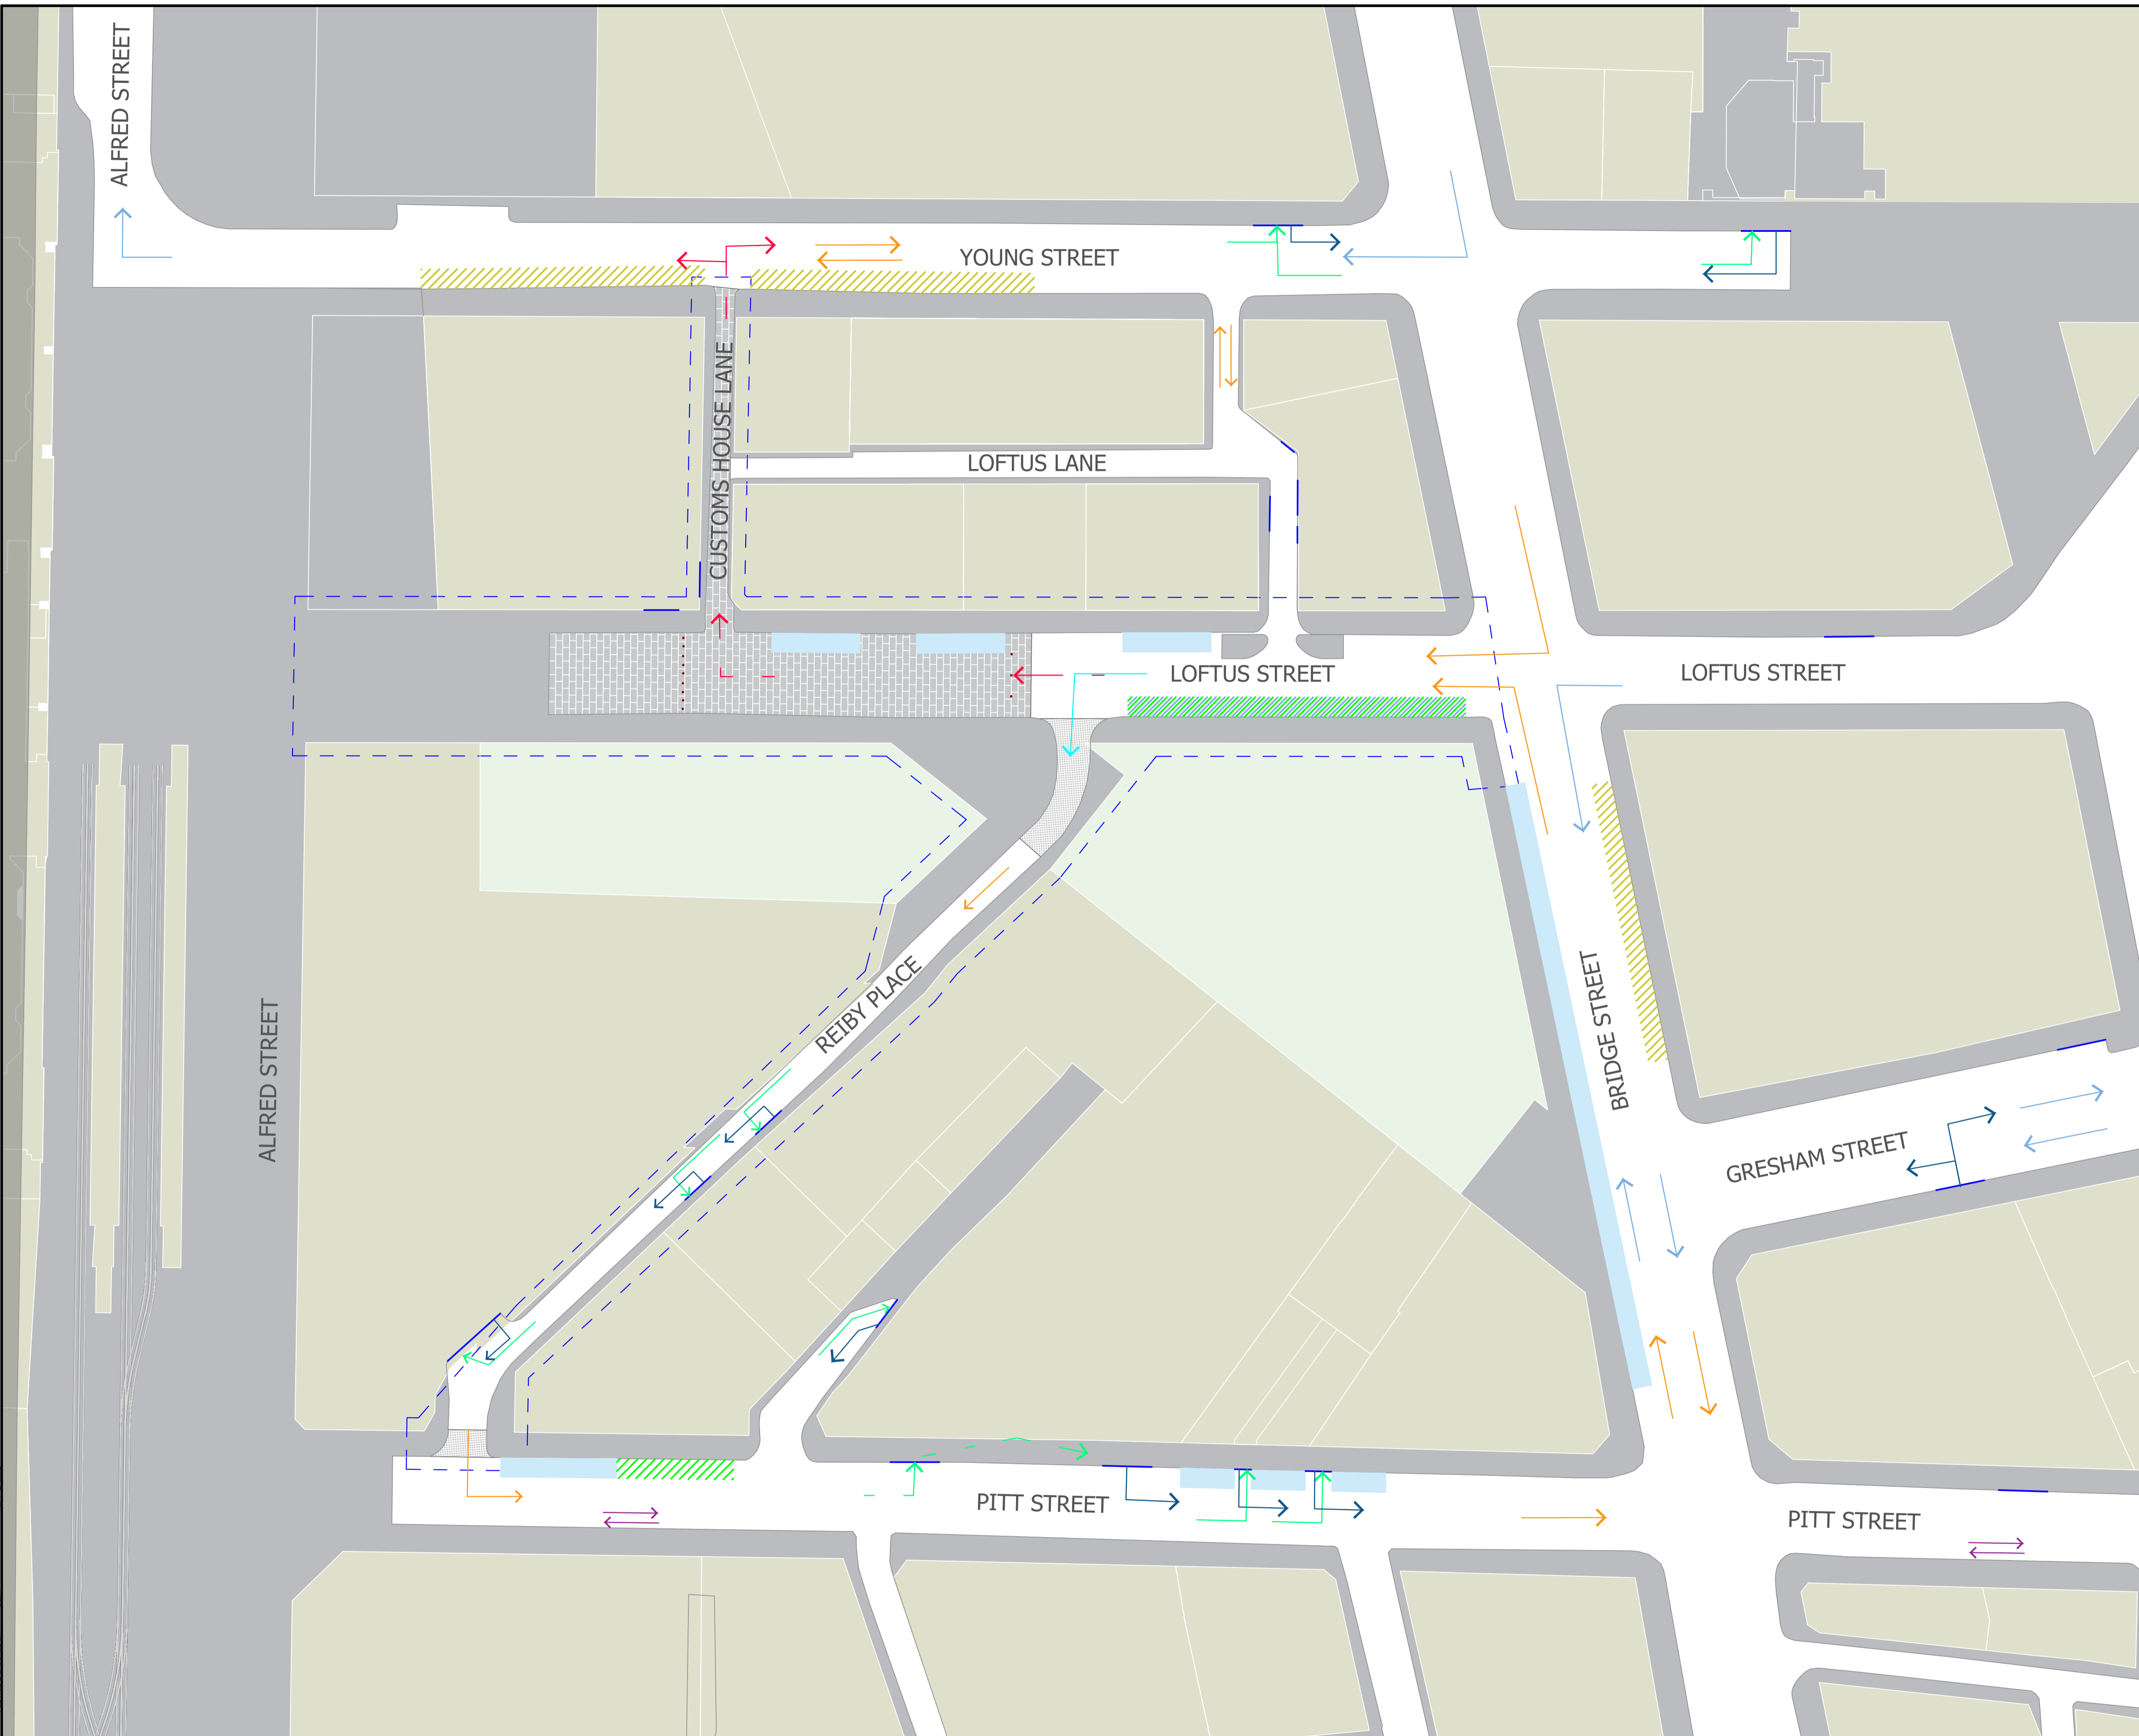 ALFRED STREET
YOUNG STREET
CUSTOMS HOUSE LANE
LOFTUS LANE
LOFTUS STREET
LOFTUS STREET
REIBY PLACE
BRIDGE STREET
ALFRED STREET
GRESHAM STREET
PITT STREET
PITT STREET